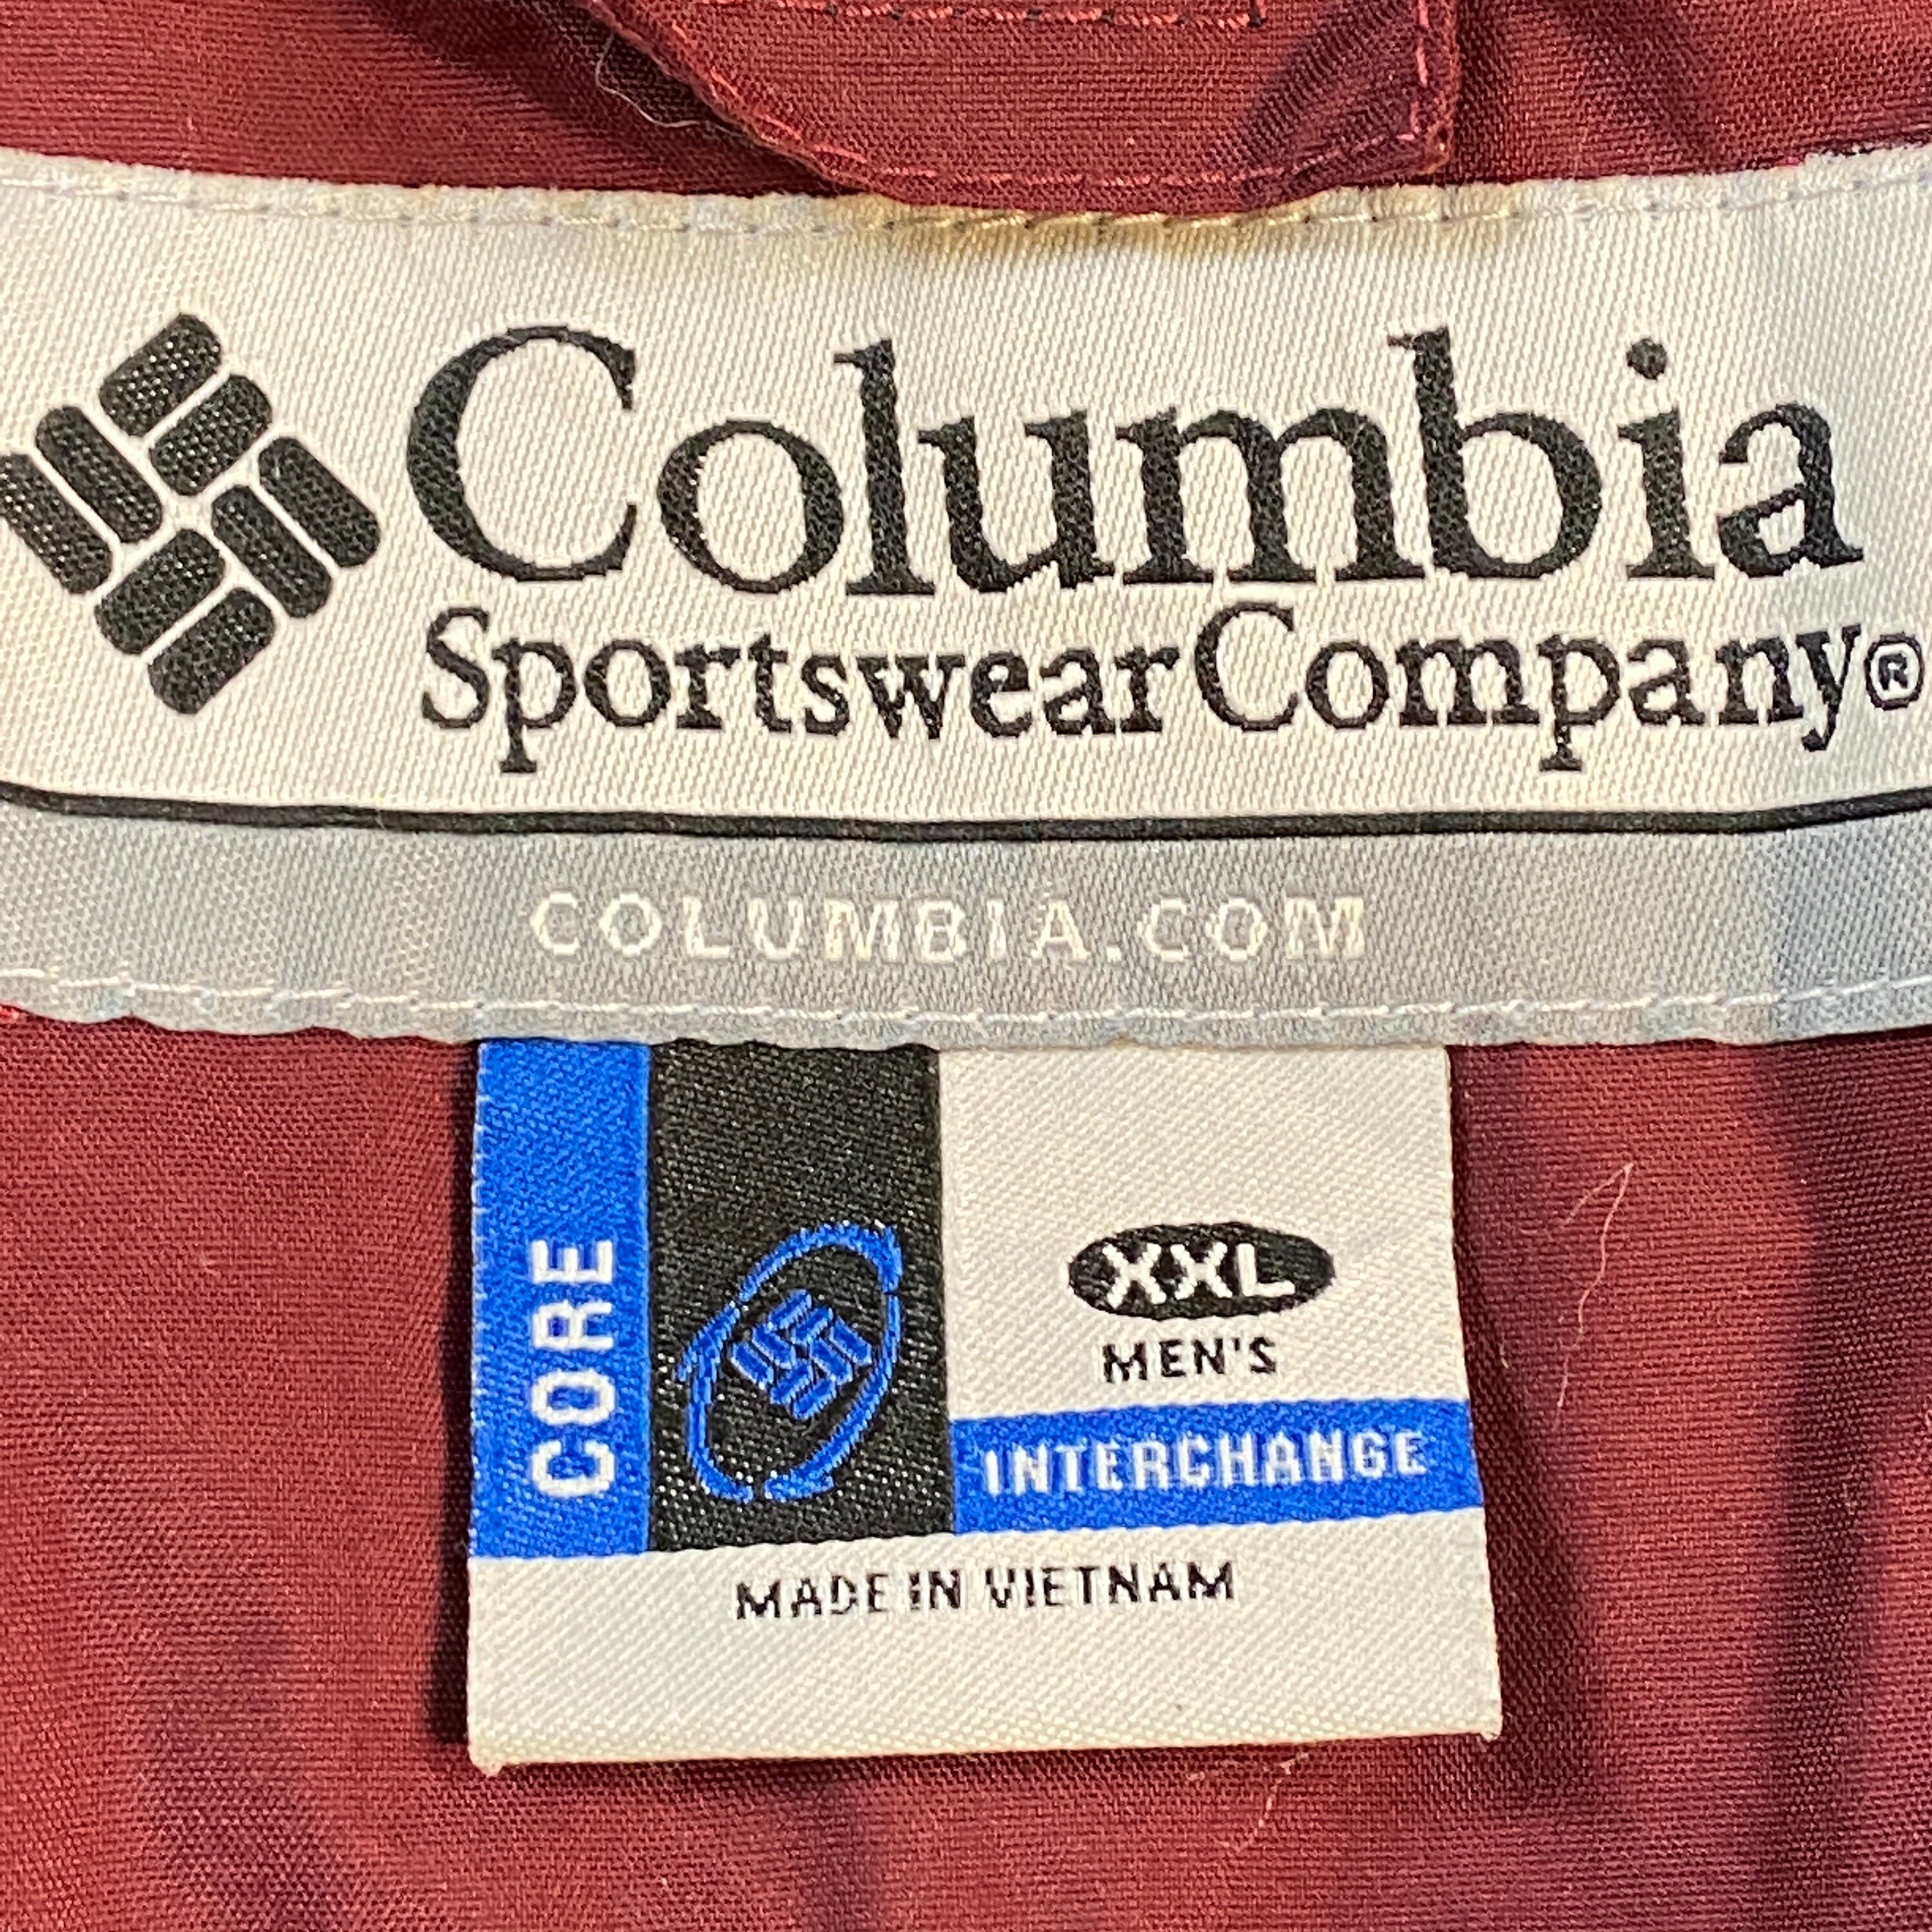 Columbia
Sportswear Company®
COLUMBIA.COM
CORE
XXL
MEN'S
INTERCHANGE
MADE IN VIETNAM